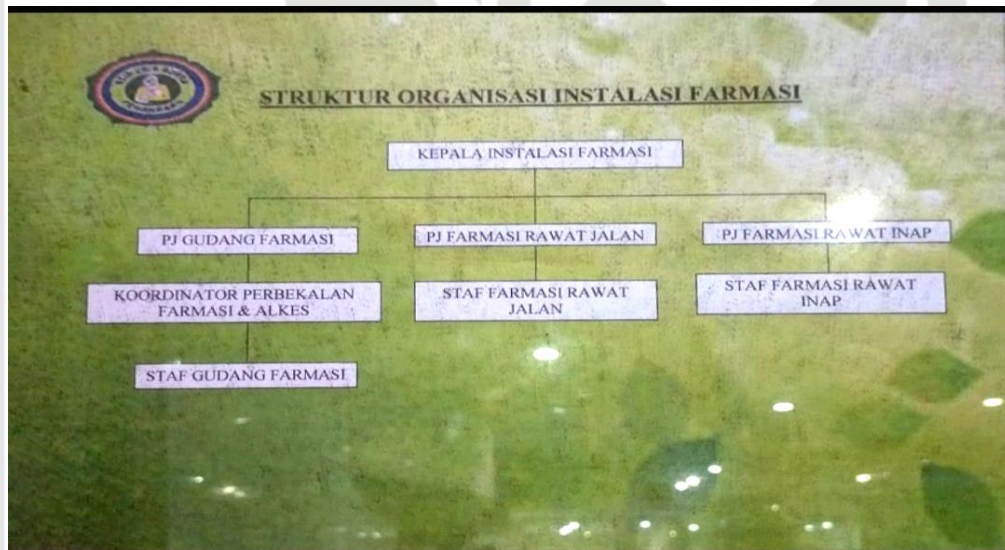 STRUKTUR ORGANISASI INSTALASI FARMASI
KEPALA INSTALASI FARMASI
PJ GUDANG FARMASI
PJ FARMASI RAWAT JALAN
PJ FARMASI RAWAT INAP
KOORDINATOR PERBEKALAN
FARMASI & ALKES
STAF FARMASI RAWAT
JALAN
STAF FARMASI RAWAT
INAP
STAF GUDANG FARMASI